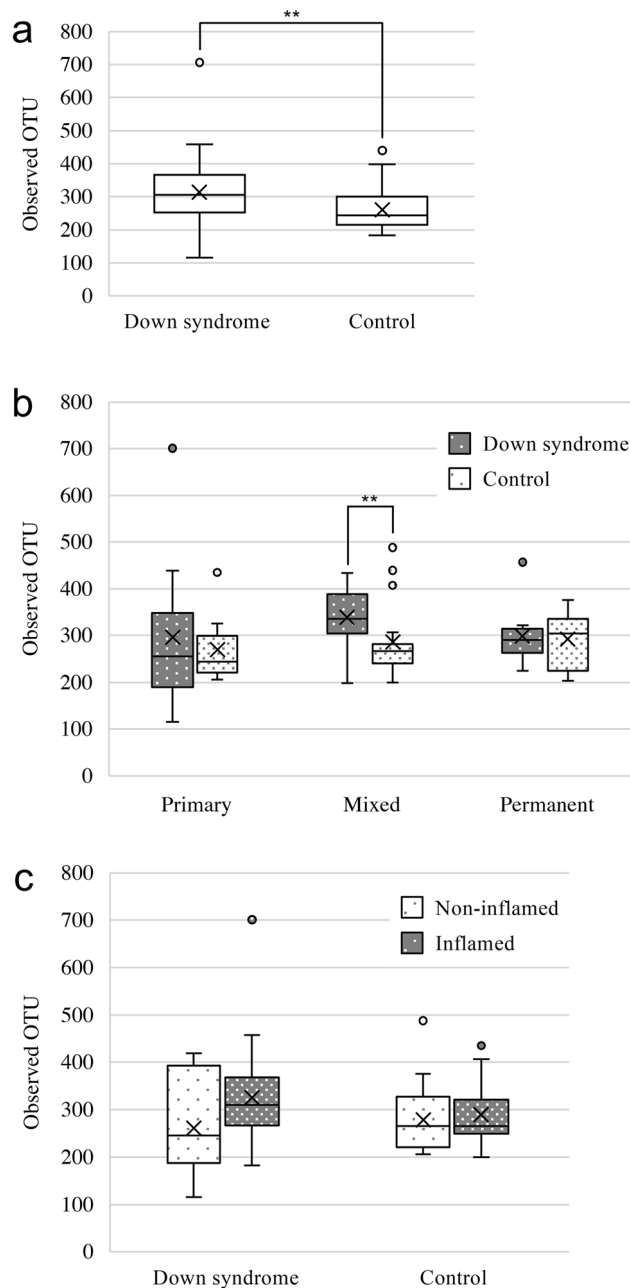 a
**
800
700
600
500
400
300
200
100
0
Observed OTU
Down syndrome
Control
b
800
700
600
500
400
300
200
100
0
Observed OTU
Down syndrome
Control
**
Primary
Mixed
Permanent
c
800
700
600
500
400
300
200
100
0
Observed OTU
Non-inflamed
Inflamed
Down syndrome
Control